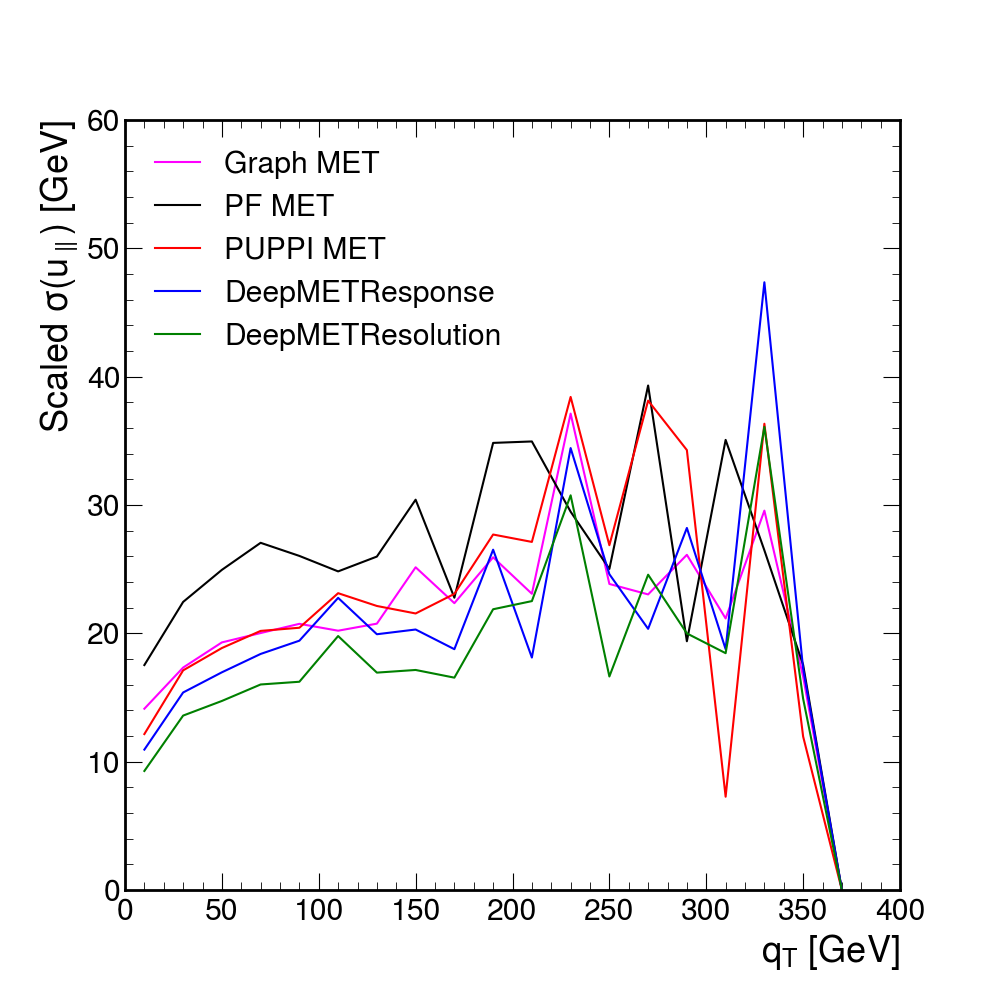 Scaled σ(u∥) [GeV]
60
50
40
30
20
10
0
Graph MET
PF MET
PUPPI MET
DeepMETResponse
DeepMETResolution
0 50 100 150 200 250 300 350 400
qT [GeV]